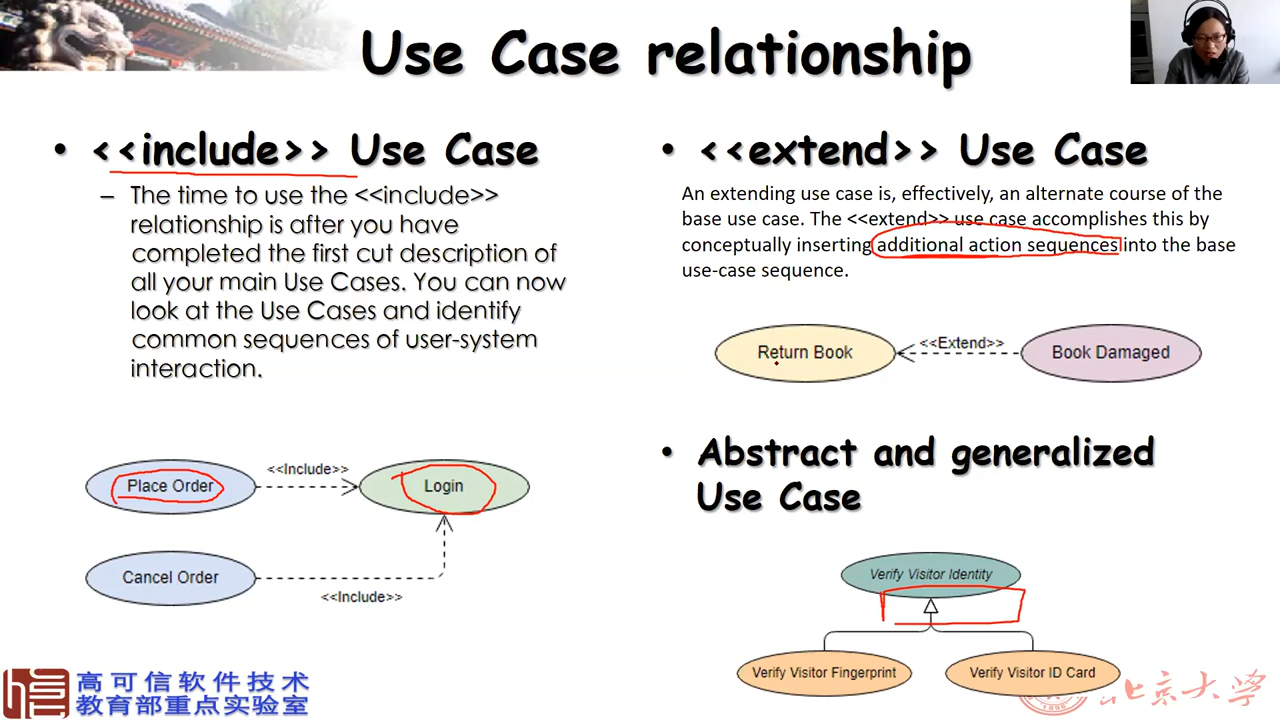 Use Case relationship
• <<include>> Use Case
– The time to use the <<include>>
relationship is after you have
completed the first cut description of
all your main Use Cases. You can now
look at the Use Cases and identify
common sequences of user-system
interaction.
Place Order
<<Include>>
Login
Cancel Order
<<Include>>
• <<extend>> Use Case
An extending use case is, effectively, an alternate course of the
base use case. The <<extend>> use case accomplishes this by
conceptually inserting additional action sequences into the base
use-case sequence.
Return Book
<<Extend>>
Book Damaged
• Abstract and generalized
Use Case
Verify Visitor Identity
Verify Visitor Fingerprint
Verify Visitor ID Card
高可信软件技术
教育部重点实验室
北京大学